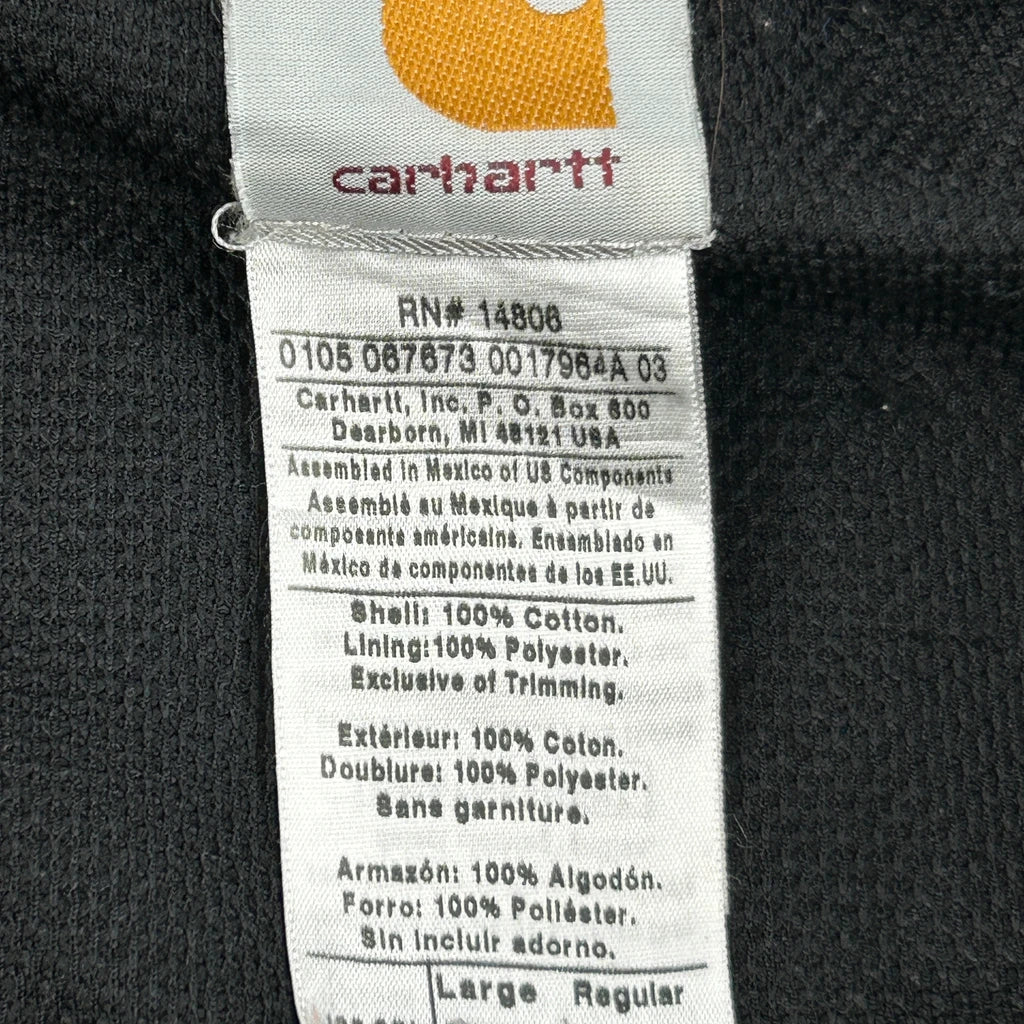 carhartt
RN# 14806
0105 067673 0017964A 03
Carhartt, Inc. P. O. Box 600
Dearborn, MI 48121 USA
Assembled in Mexico of US Components
Assemblé au Mexique à partir de
composants américains. Ensamblado en
México de componentes de los EE.UU.
Shell: 100% Cotton.
Lining:100% Polyester.
Exclusive of Trimming.
Extérieur: 100% Coton.
Doublure: 100% Polyester.
Sans garniture.
Armazón: 100% Algodón.
Forro: 100% Poliéster.
Sin incluir adorno.
Large Regular